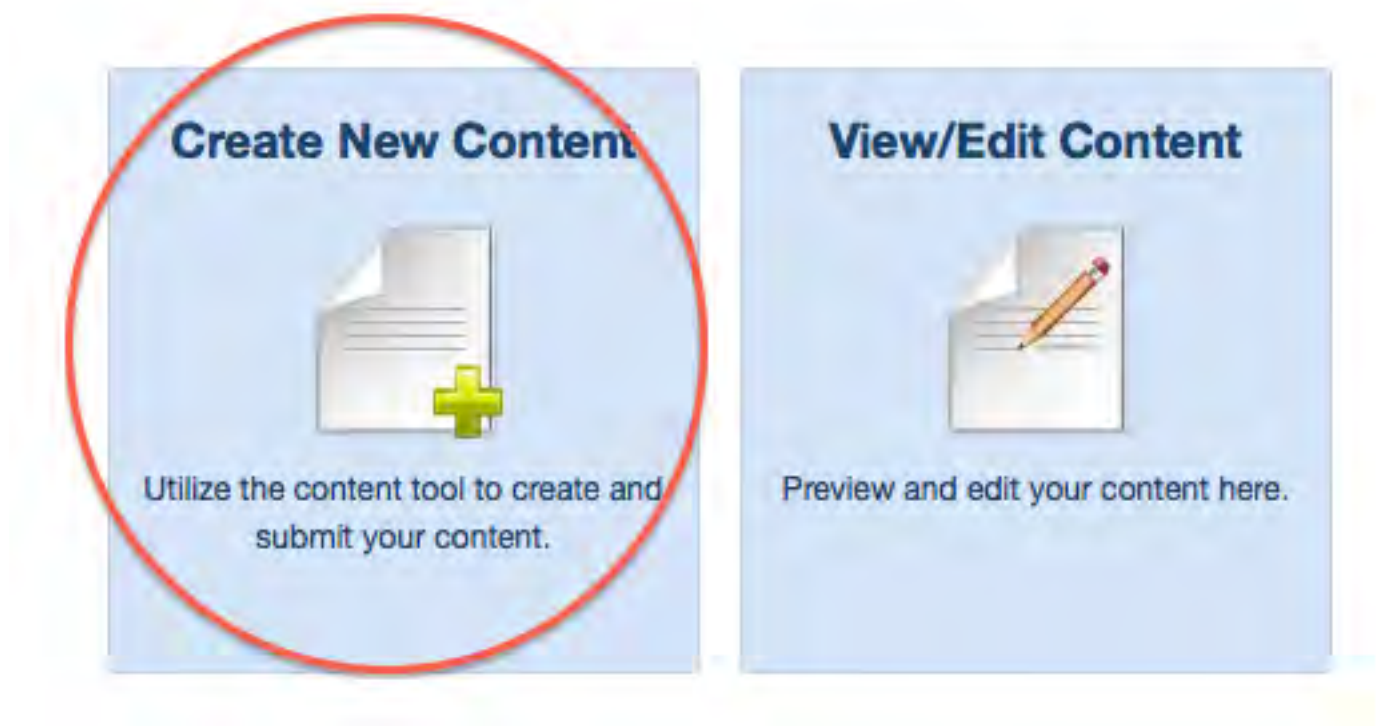 Create New Content
Utilize the content tool to create and
submit your content.
View/Edit Content
Preview and edit your content here.